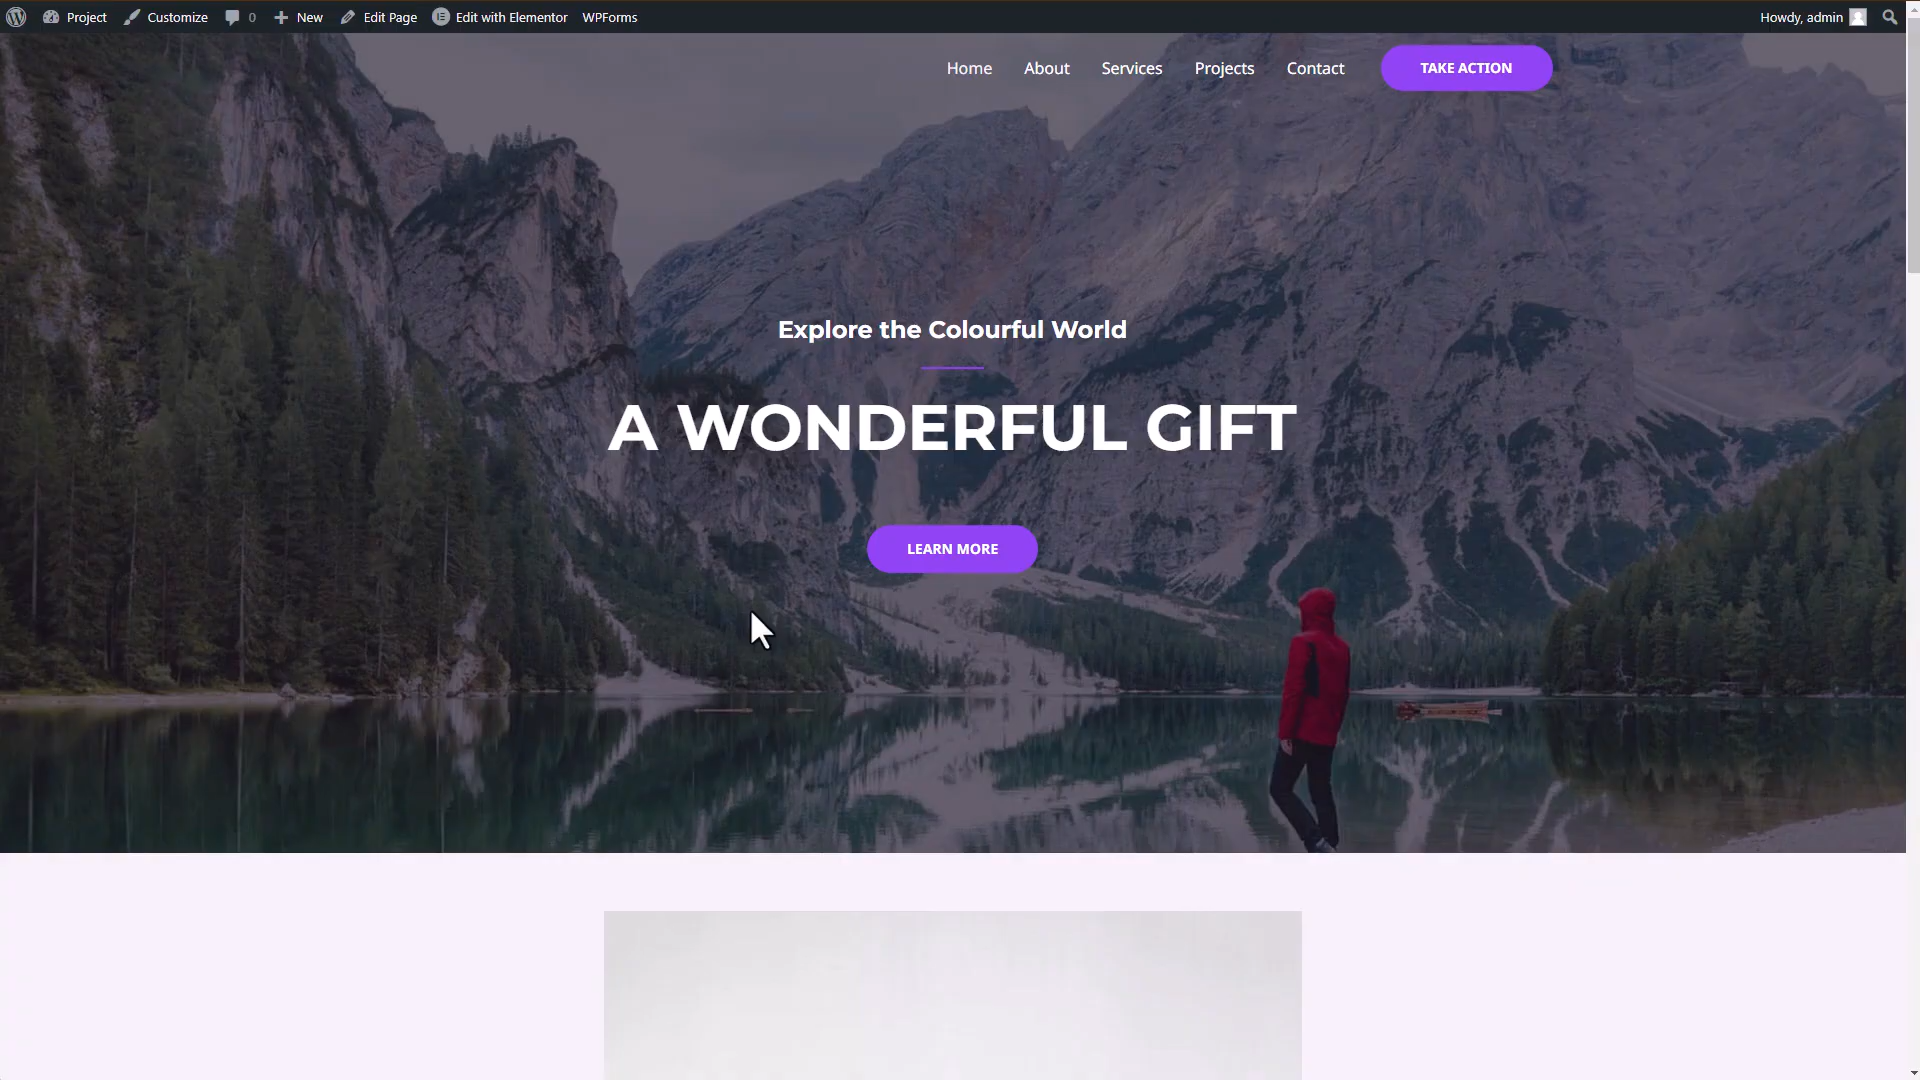 Project Customize 0 New Edit Page Edit with Elementor WPForms Howdy, admin
Home About Services Projects Contact TAKE ACTION
Explore the Colourful World
A WONDERFUL GIFT
LEARN MORE